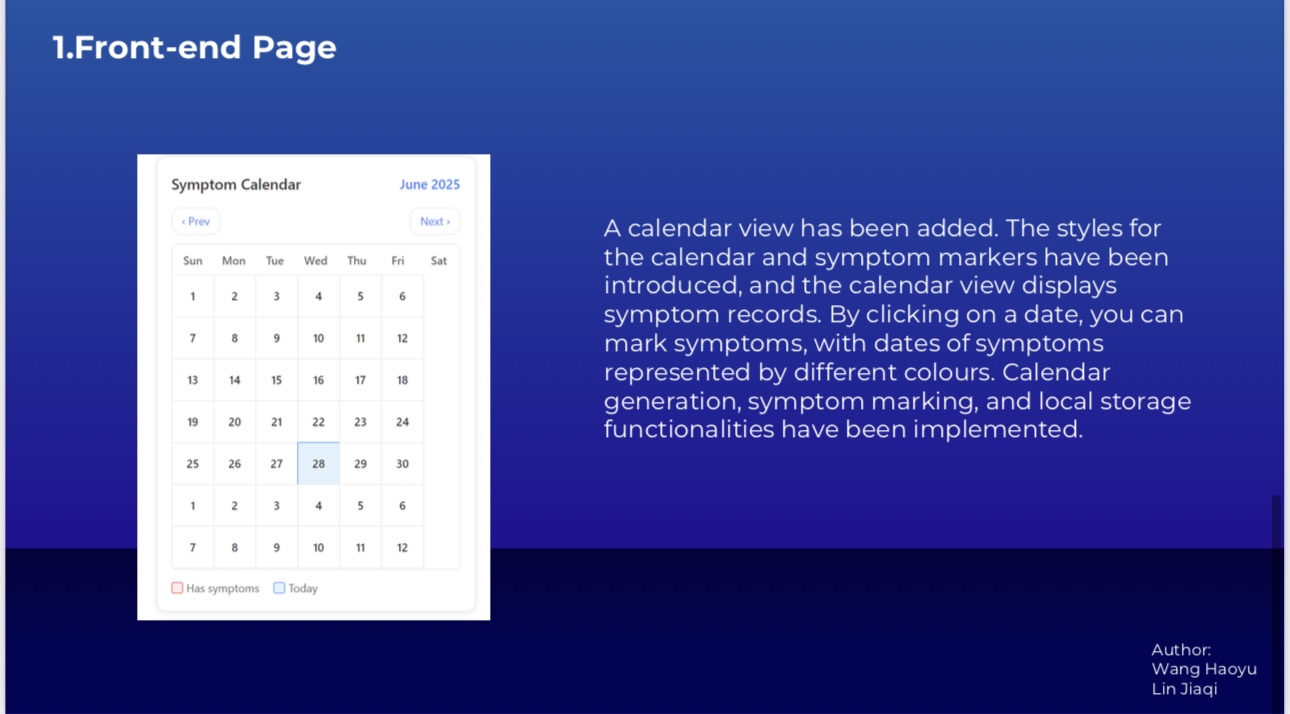 1.Front-end Page
Symptom Calendar
June 2025
‹ Prev
Next ›
Sun Mon Tue Wed Thu Fri Sat
1 2 3 4 5 6
7 8 9 10 11 12
13 14 15 16 17 18
19 20 21 22 23 24
25 26 27 28 29 30
1 2 3 4 5 6
7 8 9 10 11 12
Has symptoms
Today
A calendar view has been added. The styles for
the calendar and symptom markers have been
introduced, and the calendar view displays
symptom records. By clicking on a date, you can
mark symptoms, with dates of symptoms
represented by different colours. Calendar
generation, symptom marking, and local storage
functionalities have been implemented.
Author:
Wang Haoyu
Lin Jiaqi